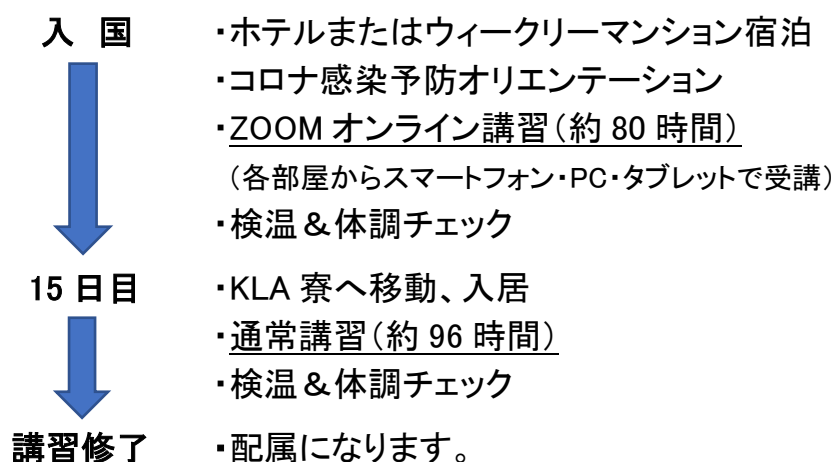 入 国 ・ホテルまたはウィークリーマンション宿泊
・コロナ感染予防オリエンテーション
・ZOOM オンライン講習(約 80 時間)
(各部屋からスマートフォン・PC・タブレットで受講)
・検温&体調チェック
15 日目 ・KLA 寮へ移動、入居
・通常講習(約 96 時間)
・検温&体調チェック
講習修了 ・配属になります。